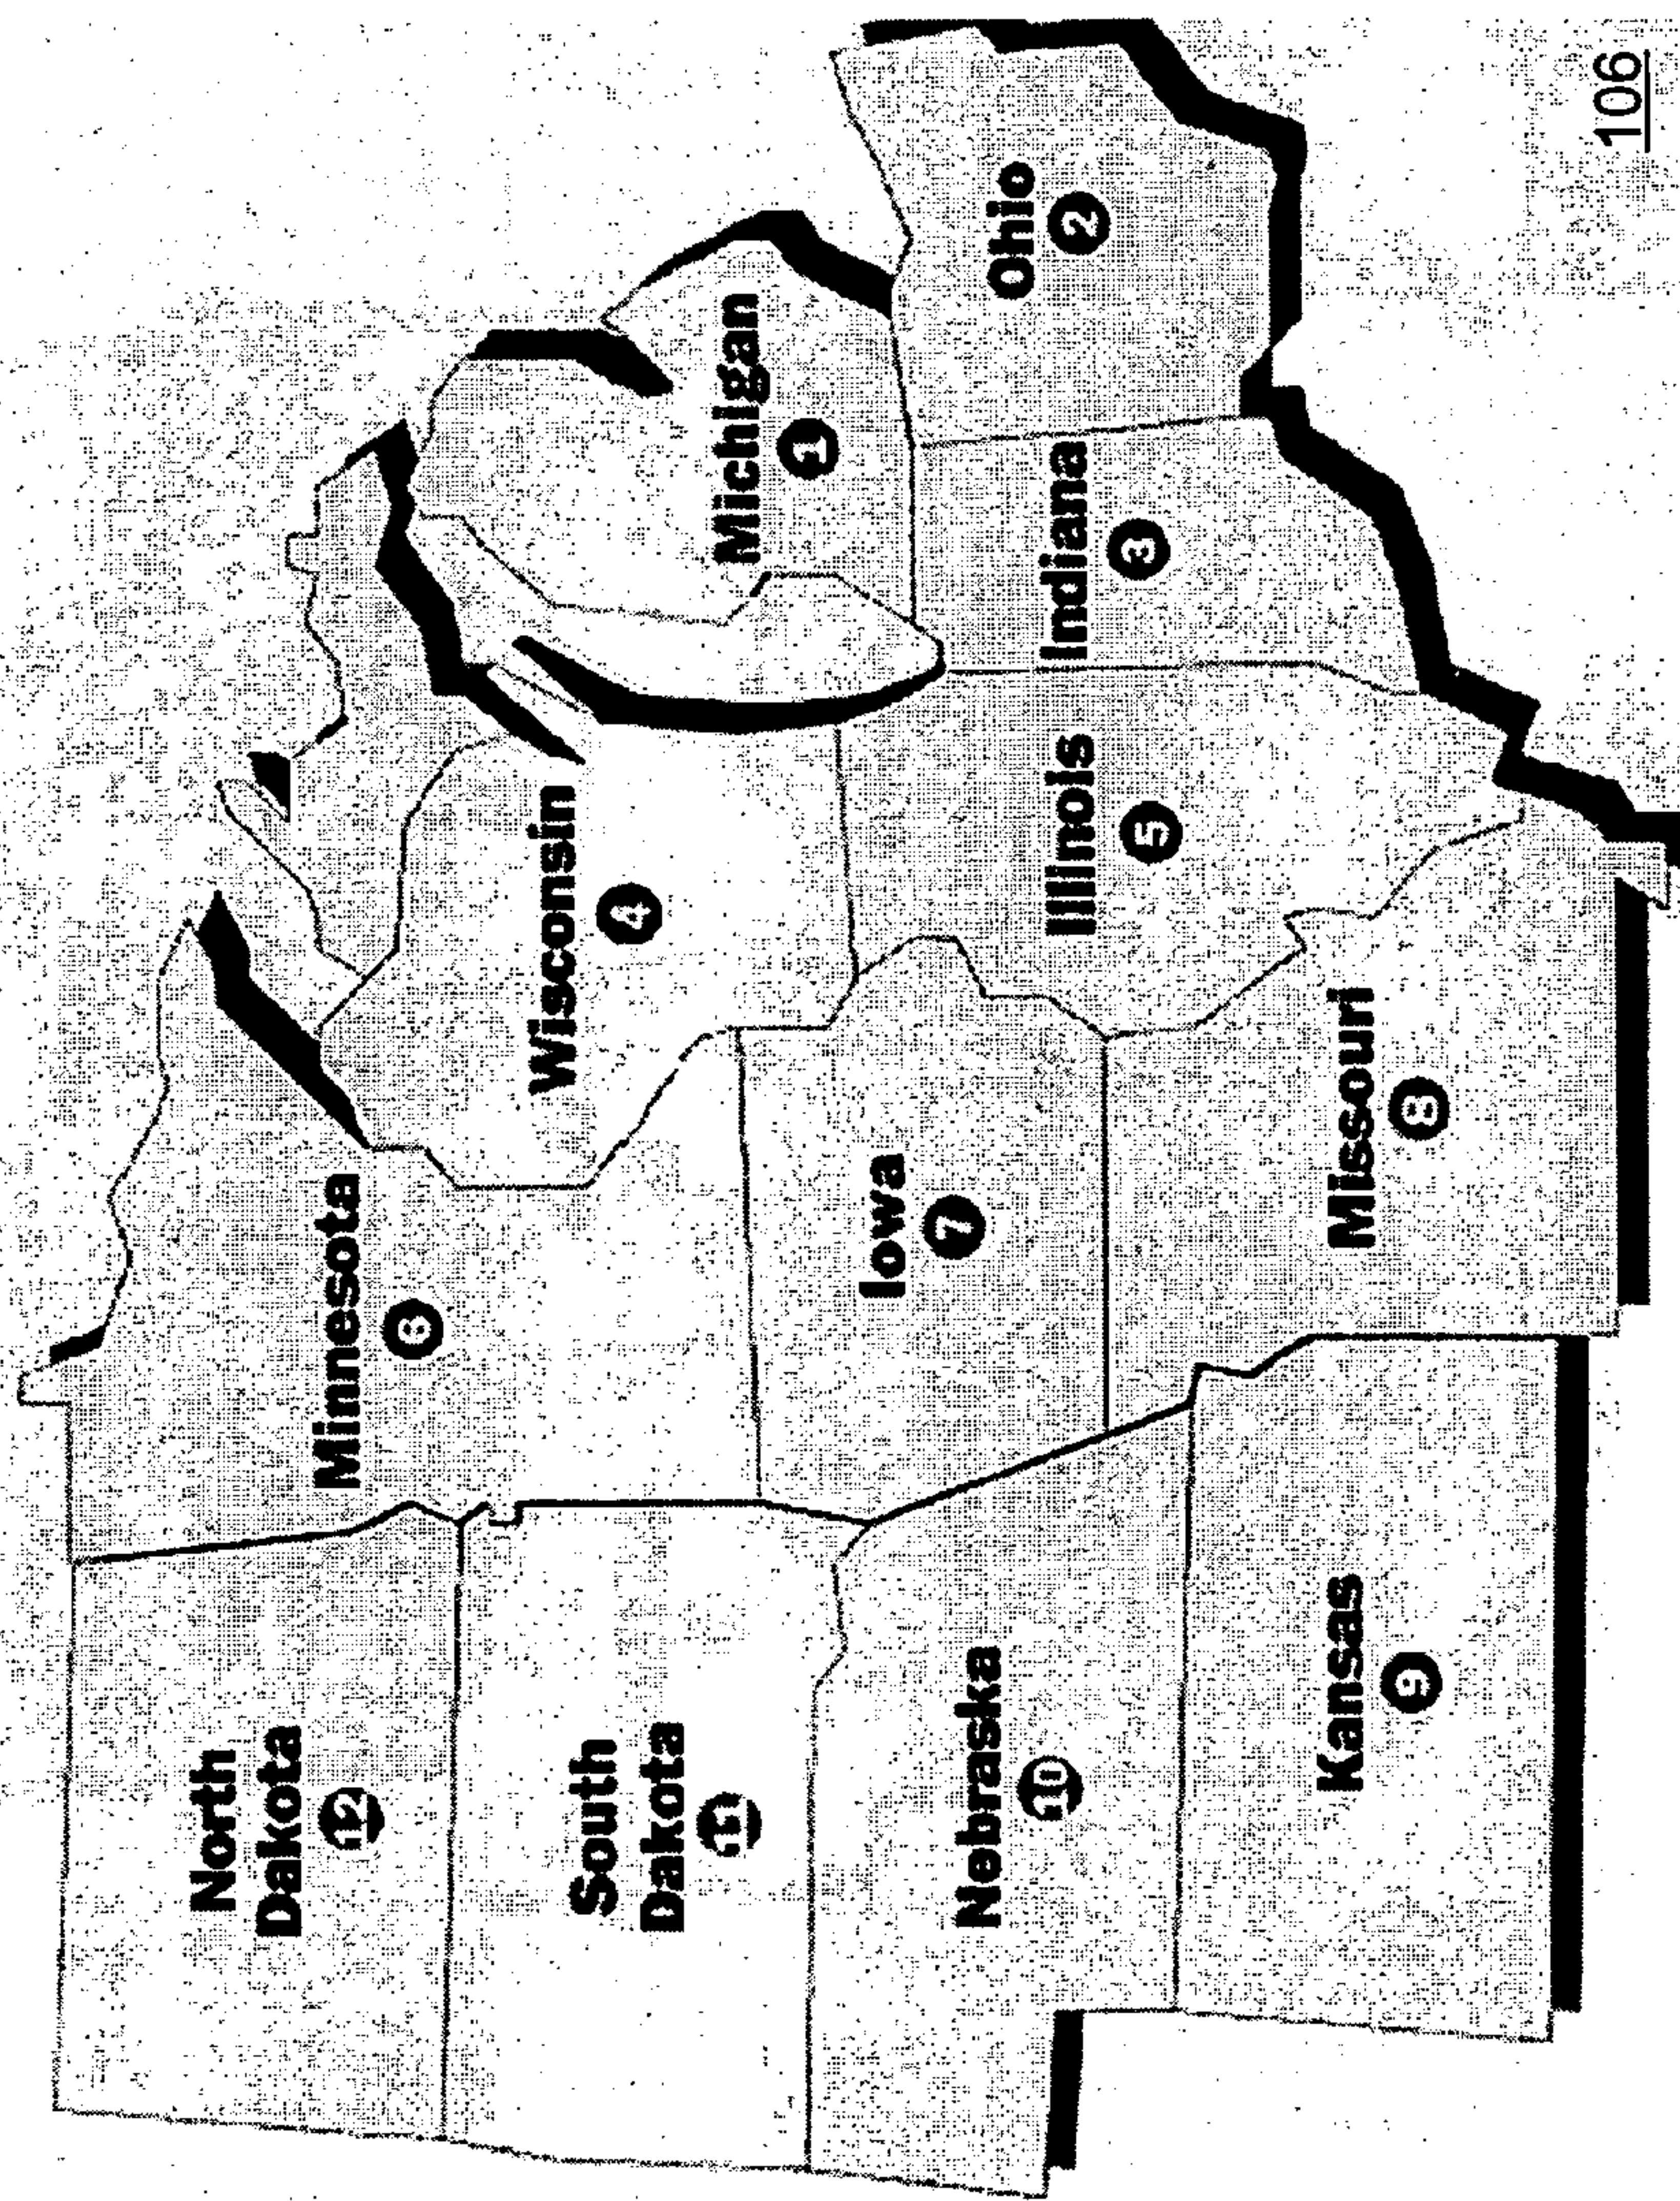 North
Dakota
12
Minnesota
6
South
Dakota
11
Wisconsin
4
Michigan
1
Iowa
7
Nebraska
10
Ohio
2
Indiana
3
Illinois
5
Missouri
8
Kansas
9
106